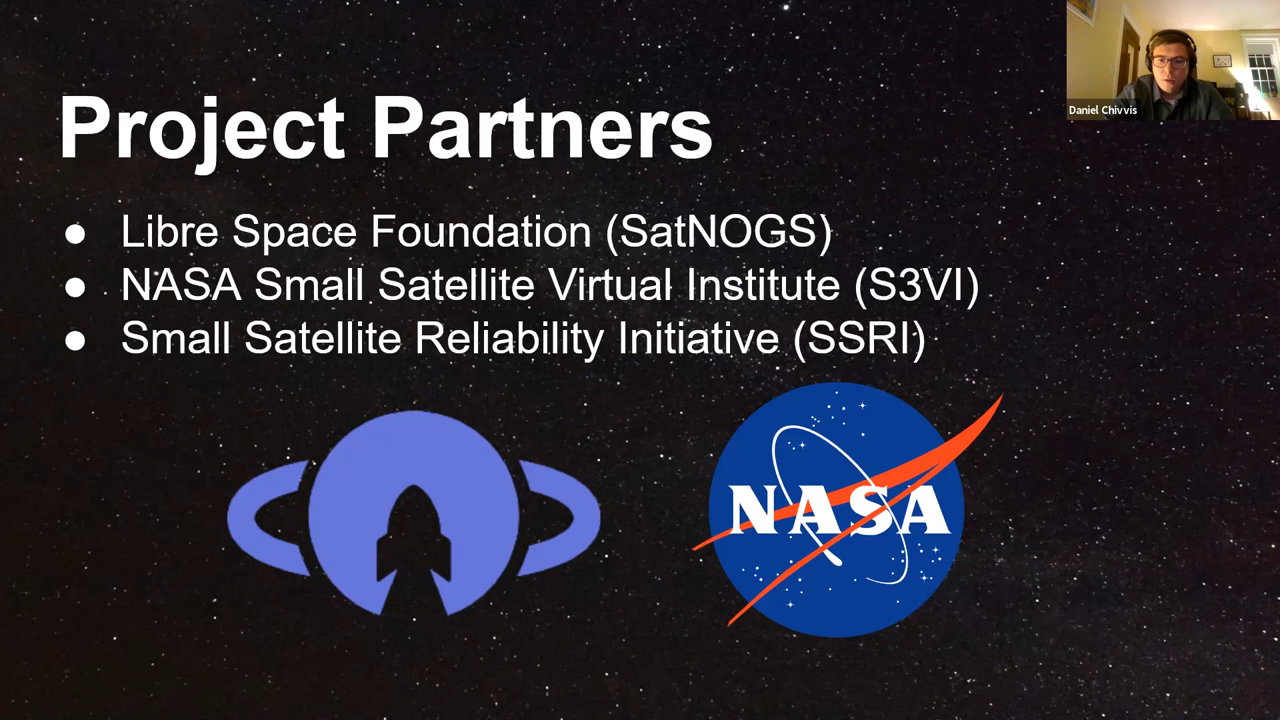 Daniel Chivvis
Project Partners
● Libre Space Foundation (SatNOGS)
● NASA Small Satellite Virtual Institute (S3VI)
● Small Satellite Reliability Initiative (SSRI)
NASA